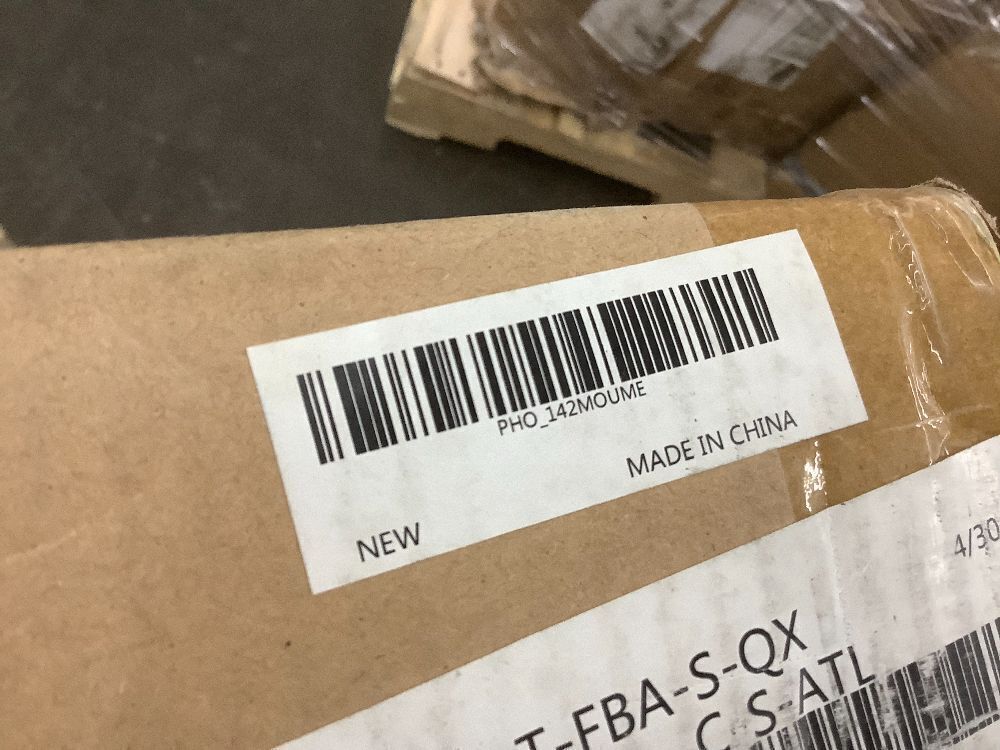 PHO_142MOUME
MADE IN CHINA
NEW
4/30
T-FBA-S-QX
C S-ATL